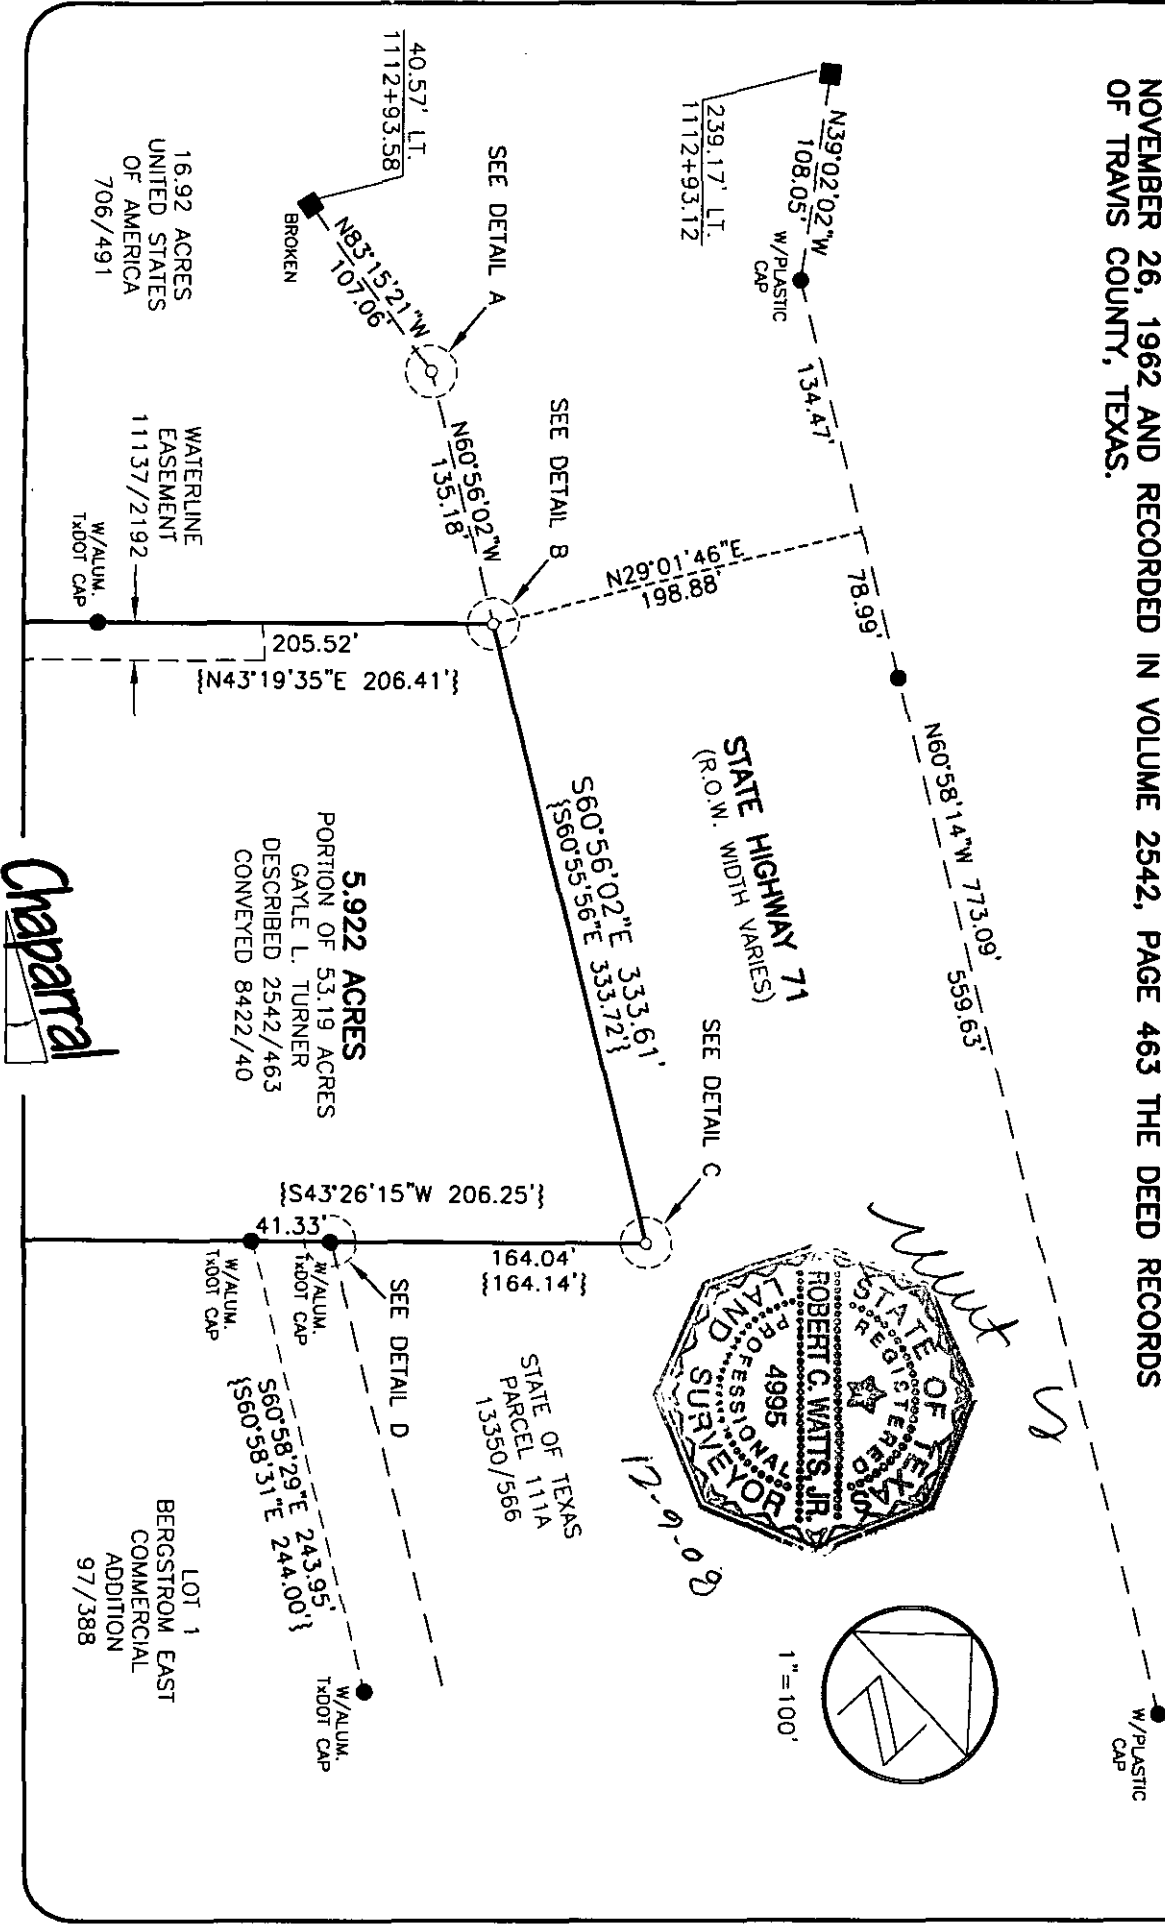 NOVEMBER 26, 1962 AND RECORDED IN VOLUME 2542, PAGE 463 THE DEED RECORDS
OF TRAVIS COUNTY, TEXAS.
N39°02'02"W
108.05'
W/PLASTIC
CAP
239.17' LT.
1112+93.12
134.47'
78.99'
N60°58'14"W 773.09'
559.63'
W/PLASTIC
CAP
40.57' LT.
1112+93.58
SEE DETAIL A
BROKEN
N83°15'21"W
107.06'
N60°56'02"W
135.18'
SEE DETAIL B
N29°01'46"E
198.88'
STATE HIGHWAY 71
(R.O.W. WIDTH VARIES)
S60°56'02"E 333.61'
{S60°55'56"E 333.72'}
SEE DETAIL C
STATE OF TEXAS
REGISTERED
ROBERT C. WATTS, JR.
4995
PROFESSIONAL
LAND SURVEYOR
12-9-08
1"=100'
16.92 ACRES
UNITED STATES
OF AMERICA
706/491
WATERLINE
EASEMENT
11137/2192
W/ALUM.
TxDOT CAP
205.52'
{N43°19'35"E 206.41'}
5.922 ACRES
PORTION OF 53.19 ACRES
GAYLE L. TURNER
DESCRIBED 2542/463
CONVEYED 8422/40
{S43°26'15"W 206.25'}
41.33'
164.04'
{164.14'}
W/ALUM.
TxDOT CAP
W/ALUM.
TxDOT CAP
SEE DETAIL D
STATE OF TEXAS
PARCEL 111A
13350/566
S60°58'29"E 243.95'
{S60°58'31"E 244.00'}
W/ALUM.
TxDOT CAP
LOT 1
BERGSTROM EAST
COMMERCIAL
ADDITION
97/388
Chaparral